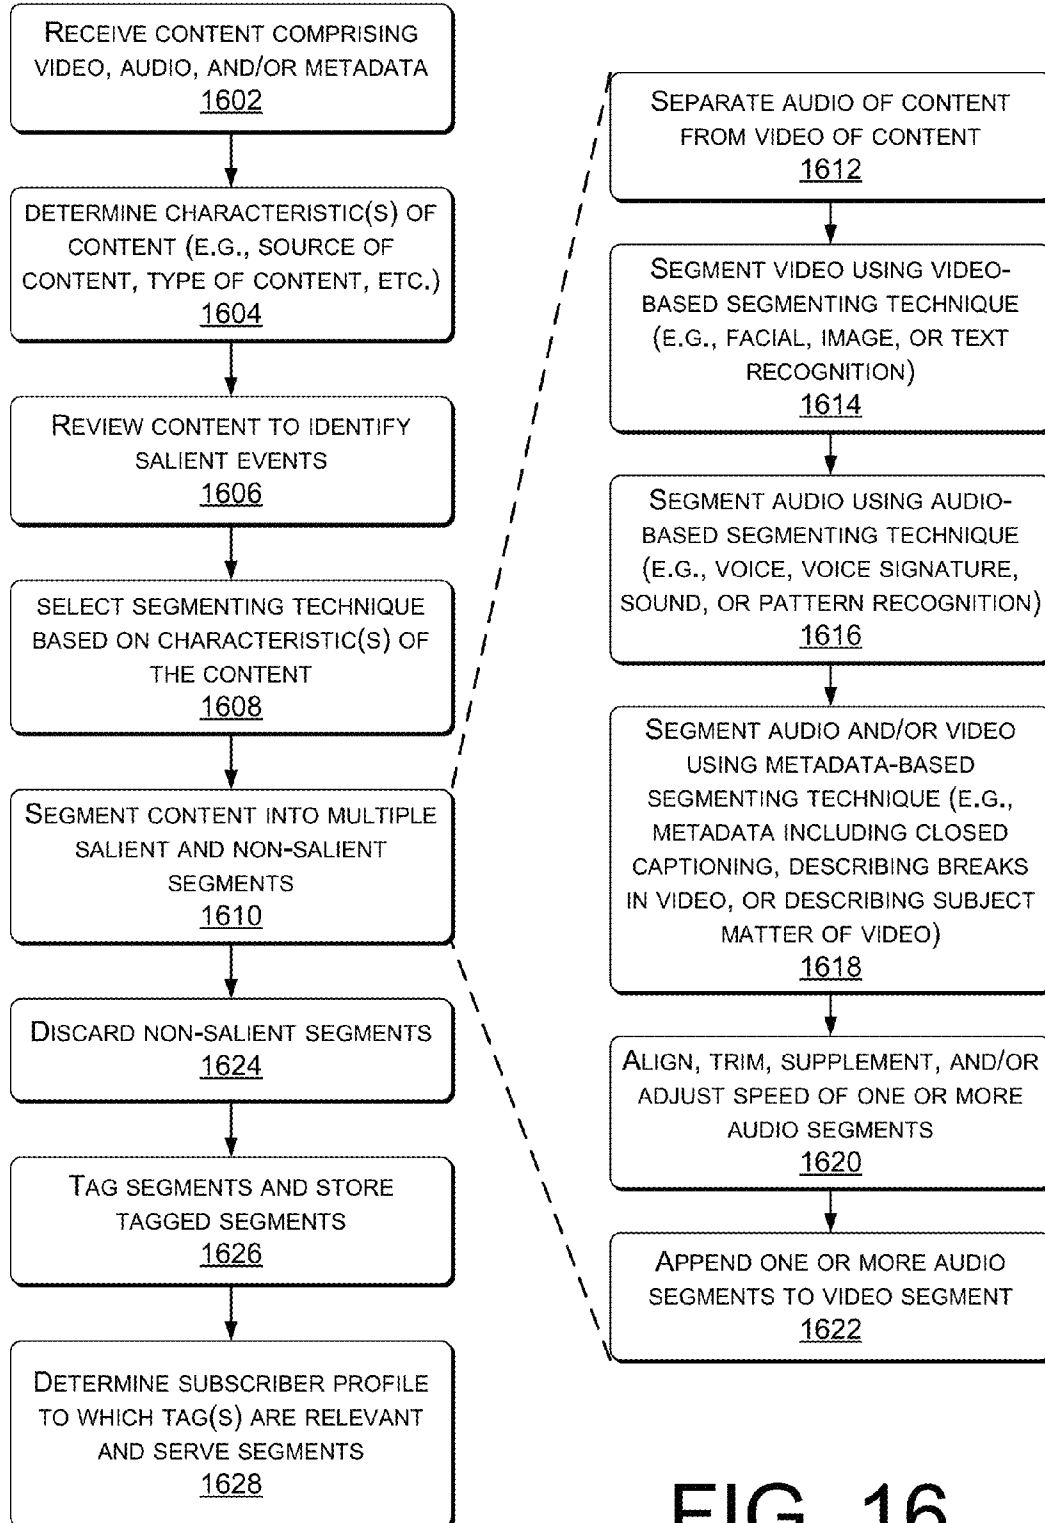 RECEIVE CONTENT COMPRISING
VIDEO, AUDIO, AND/OR METADATA
1602
DETERMINE CHARACTERISTIC(S) OF
CONTENT (E.G., SOURCE OF
CONTENT, TYPE OF CONTENT, ETC.)
1604
REVIEW CONTENT TO IDENTIFY
SALIENT EVENTS
1606
SELECT SEGMENTING TECHNIQUE
BASED ON CHARACTERISTIC(S) OF
THE CONTENT
1608
SEGMENT CONTENT INTO MULTIPLE
SALIENT AND NON-SALIENT
SEGMENTS
1610
DISCARD NON-SALIENT SEGMENTS
1624
TAG SEGMENTS AND STORE
TAGGED SEGMENTS
1626
DETERMINE SUBSCRIBER PROFILE
TO WHICH TAG(S) ARE RELEVANT
AND SERVE SEGMENTS
1628
SEPARATE AUDIO OF CONTENT
FROM VIDEO OF CONTENT
1612
SEGMENT VIDEO USING VIDEO-
BASED SEGMENTING TECHNIQUE
(E.G., FACIAL, IMAGE, OR TEXT
RECOGNITION)
1614
SEGMENT AUDIO USING AUDIO-
BASED SEGMENTING TECHNIQUE
(E.G., VOICE, VOICE SIGNATURE,
SOUND, OR PATTERN RECOGNITION)
1616
SEGMENT AUDIO AND/OR VIDEO
USING METADATA-BASED
SEGMENTING TECHNIQUE (E.G.,
METADATA INCLUDING CLOSED
CAPTIONING, DESCRIBING BREAKS
IN VIDEO, OR DESCRIBING SUBJECT
MATTER OF VIDEO)
1618
ALIGN, TRIM, SUPPLEMENT, AND/OR
ADJUST SPEED OF ONE OR MORE
AUDIO SEGMENTS
1620
APPEND ONE OR MORE AUDIO
SEGMENTS TO VIDEO SEGMENT
1622
FIG. 16